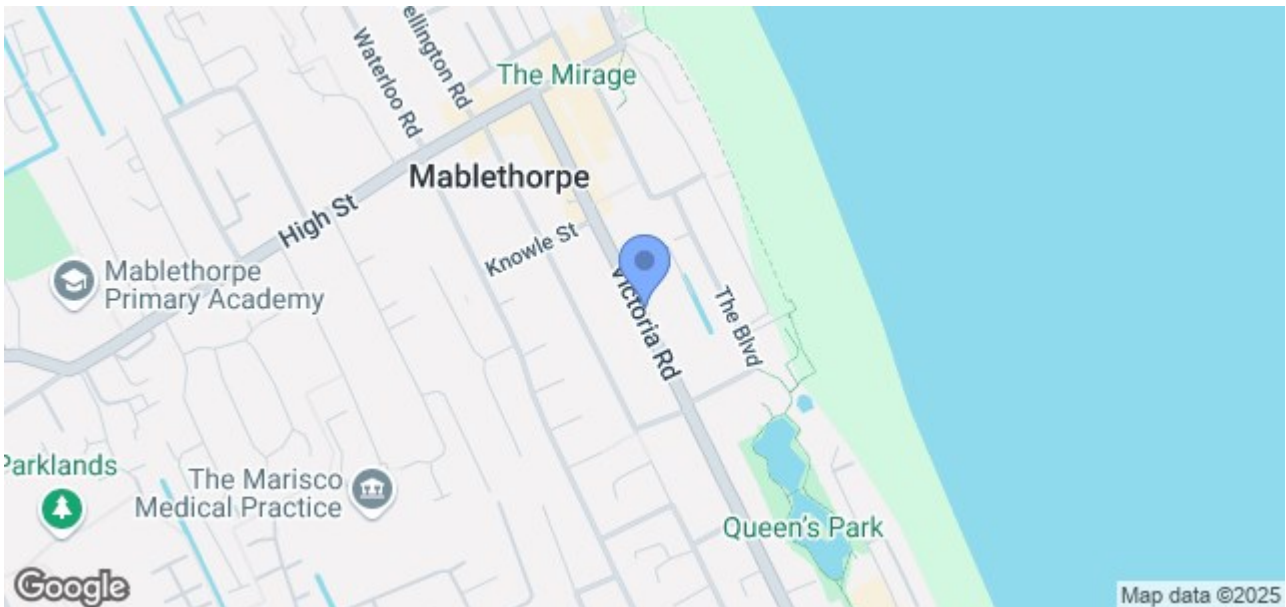 ellington Rd
Waterloo Rd
The Mirage
Mablethorpe
High St
Knowle St
Mablethorpe
Primary Academy
Victoria Rd
The Blvd
Parklands
The Marisco
Medical Practice
Queen's Park
Google
Map data ©2025